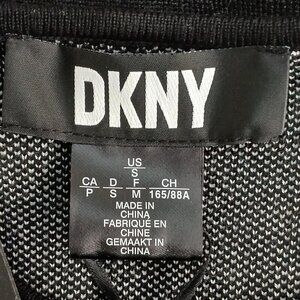 DKNY
US
S
CA D F CH
P S M 165/88A
MADE IN
CHINA
FABRIQUÉ EN
CHINE
GEMAAKT IN
CHINA